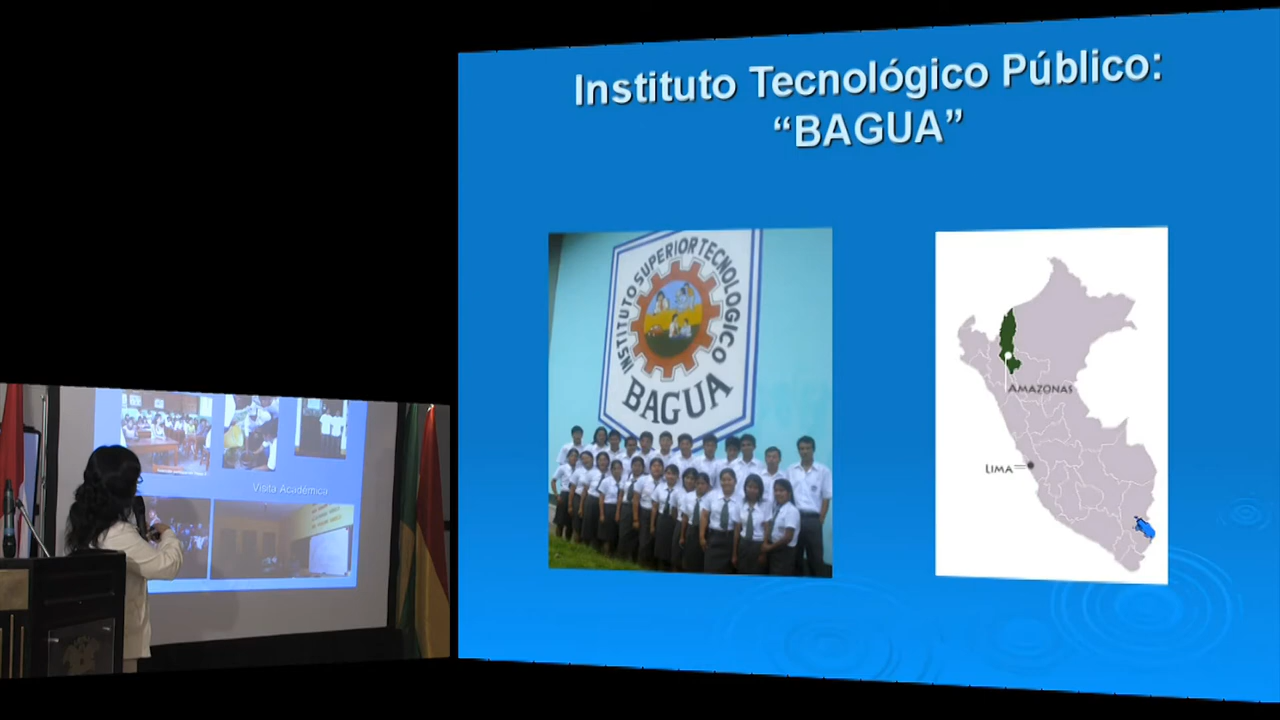 Instituto Tecnológico Público:
“BAGUA”
INSTITUTO SUPERIOR TECNOLOGICO
BAGUA
AMAZONAS
LIMA
Visita Académica